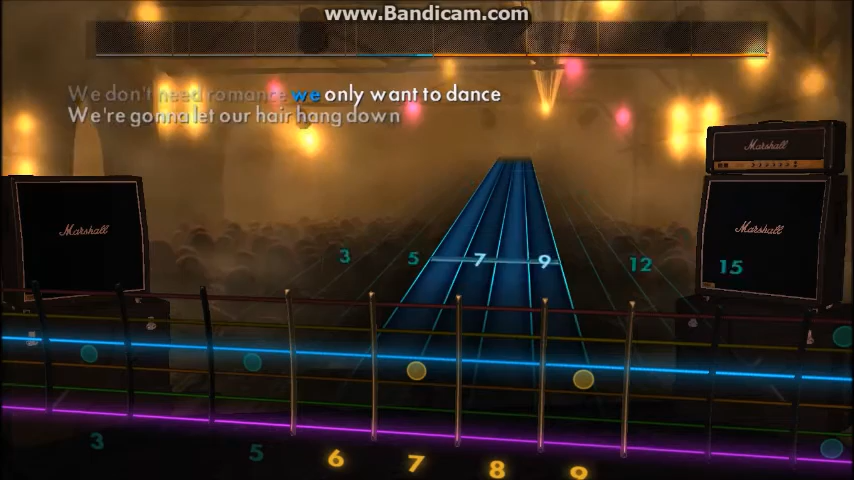 www.Bandicam.com
We don't need romance we only want to dance
We're gonna let our hair hang down
Marshall
Marshall
Marshall
3 5 7 9 12 15
3 5 6 7 8 9